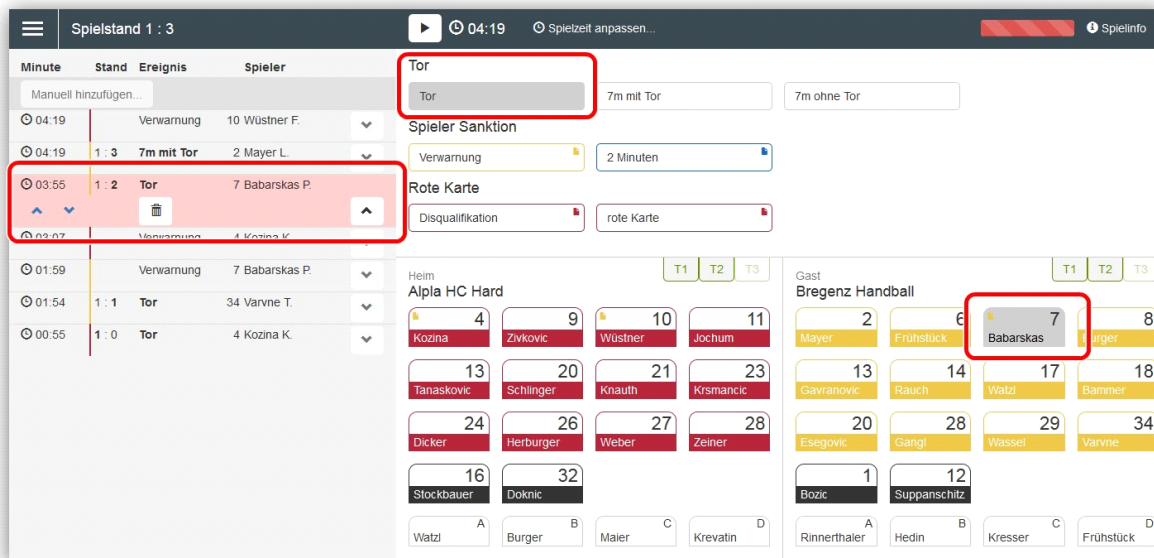 Spielstand 1 : 3
04:19 Spielzeit anpassen...
Spielinfo
Minute Stand Ereignis Spieler
Manuell hinzufügen...
04:19 Verwarnung 10 Wüstner F.
04:19 1 : 3 7m mit Tor 2 Mayer L.
03:55 1 : 2 Tor 7 Babarskas P.
03:07 Verwarnung 4 Kozina K.
01:59 Verwarnung 7 Babarskas P.
01:54 1 : 1 Tor 34 Varvne T.
00:55 1 : 0 Tor 4 Kozina K.
Tor
Tor 7m mit Tor 7m ohne Tor
Spieler Sanktion
Verwarnung 2 Minuten
Rote Karte
Disqualifikation rote Karte
Heim T1 T2 T3
Alpla HC Hard
4 9 10 11
Kozina Zivkovic Wüstner Jochum
13 20 21 23
Tanaskovic Schlinger Knauth Krsmancic
24 26 27 28
Dicker Herburger Weber Zeiner
16 32
Stockbauer Doknic
A B C D
Watzl Burger Maier Krevatin
Gast T1 T2 T3
Bregenz Handball
2 6 7 8
Mayer Frühstück Babarskas Burger
13 14 17 18
Gavranovic Rauch Watzl Bammer
20 28 29 34
Esegovic Gangl Wassel Varvne
1 12
Bozic Suppanschitz
A B C D
Rinnerthaler Hedin Kresser Frühstück